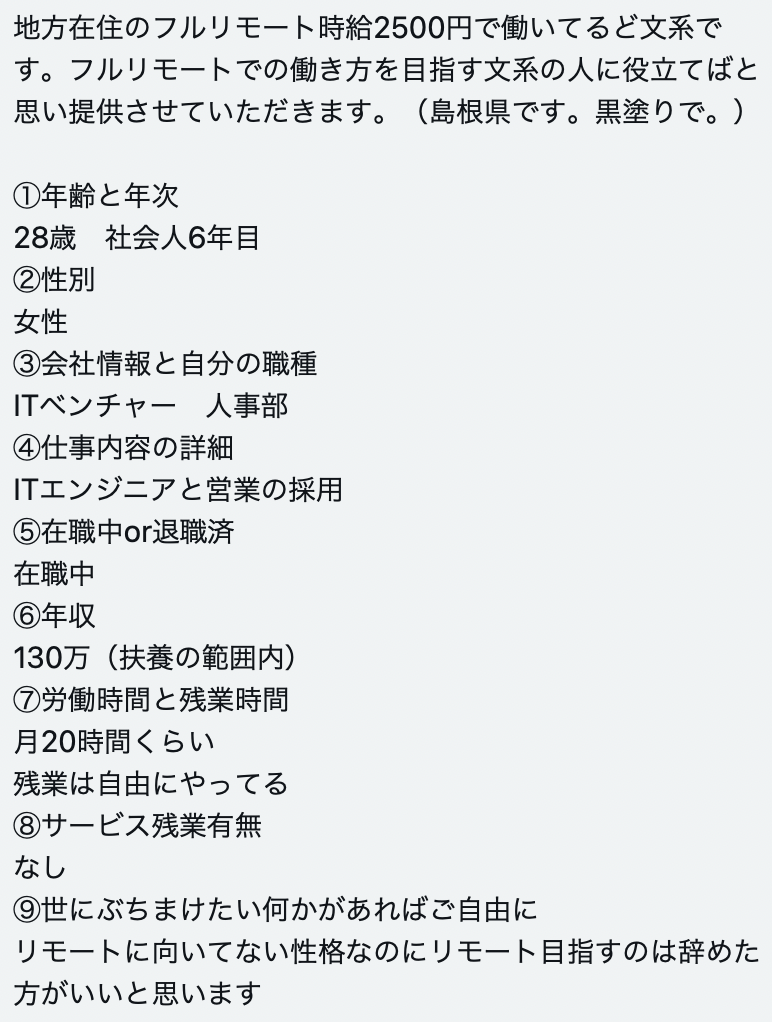 地方在住のフルリモート時給2500円で働いてるど文系で
す。フルリモートでの働き方を目指す文系の人に役立てばと
思い提供させていただきます。（島根県です。黒塗りで。）
①年齢と年次
28歳　社会人6年目
②性別
女性
③会社情報と自分の職種
ITベンチャー　人事部
④仕事内容の詳細
ITエンジニアと営業の採用
⑤在職中or退職済
在職中
⑥年収
130万（扶養の範囲内）
⑦労働時間と残業時間
月20時間くらい
残業は自由にやってる
⑧サービス残業有無
なし
⑨世にぶちまけたい何かがあればご自由に
リモートに向いてない性格なのにリモート目指すのは辞めた
方がいいと思います